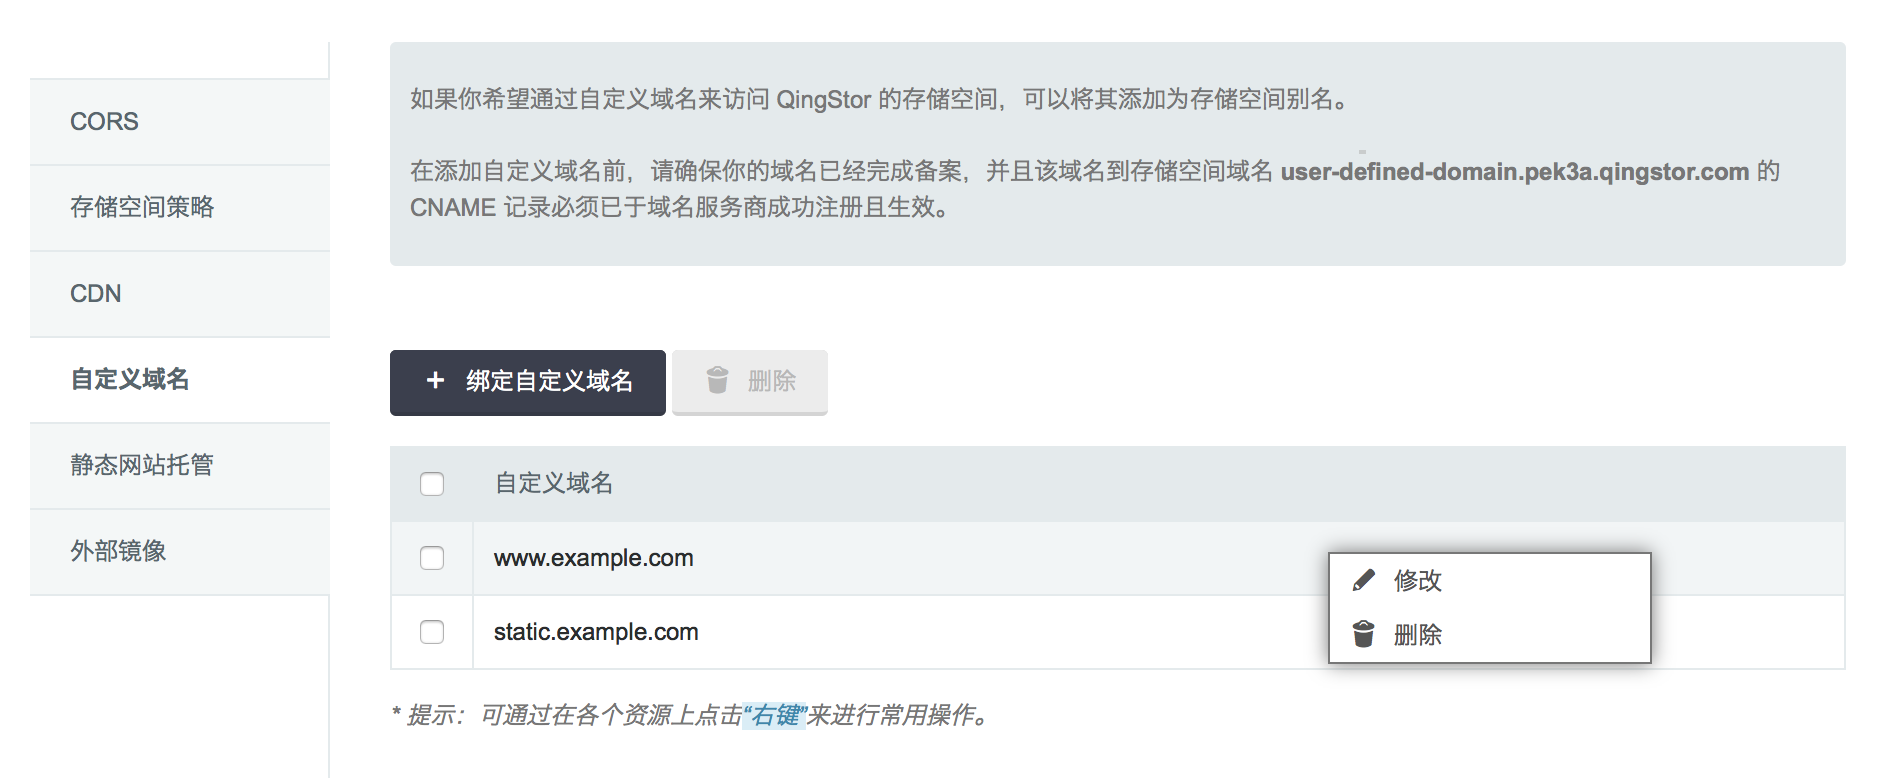 CORS
存储空间策略
CDN
自定义域名
静态网站托管
外部镜像
如果你希望通过自定义域名来访问 QingStor 的存储空间，可以将其添加为存储空间别名。
在添加自定义域名前，请确保你的域名已经完成备案，并且该域名到存储空间域名 user-defined-domain.pek3a.qingstor.com 的
CNAME 记录必须已于域名服务商成功注册且生效。
+ 绑定自定义域名
删除
自定义域名
www.example.com
static.example.com
修改
删除
* 提示：可通过在各个资源上点击“右键”来进行常用操作。